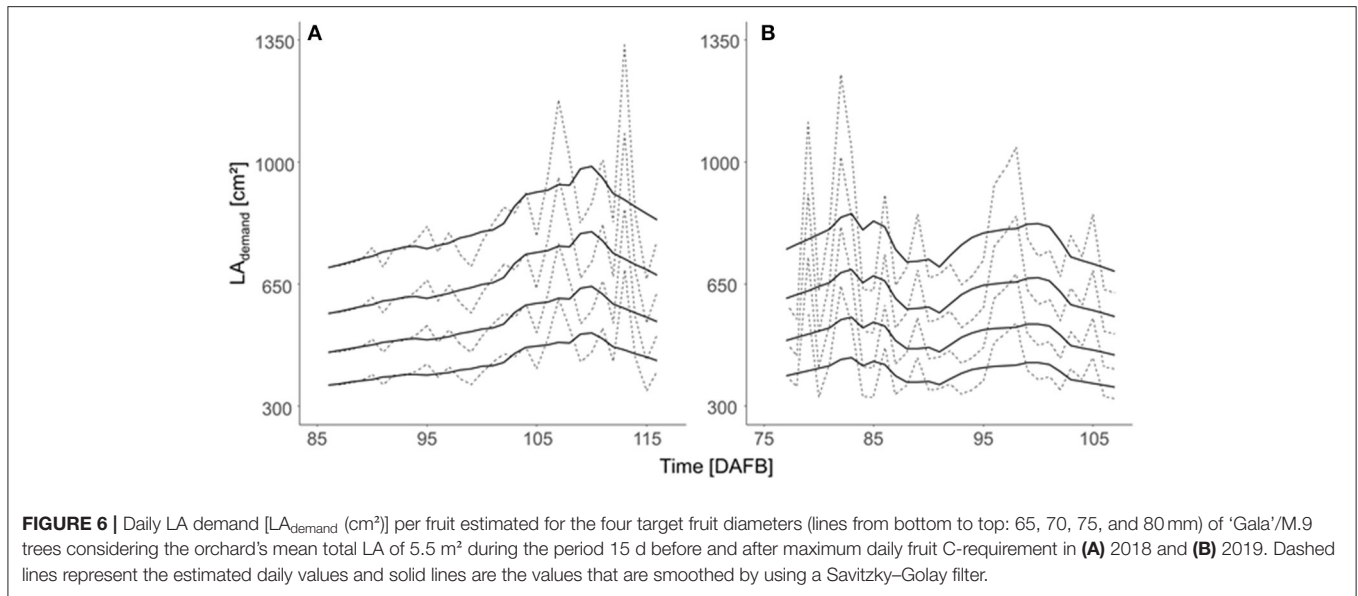 A
B
1350
1000
650
300
LAdemand [cm²]
85 95 105 115
1350
1000
650
300
75 85 95 105
Time [DAFB]
FIGURE 6 | Daily LA demand [LAdemand (cm²)] per fruit estimated for the four target fruit diameters (lines from bottom to top: 65, 70, 75, and 80 mm) of ‘Gala’/M.9
trees considering the orchard’s mean total LA of 5.5 m² during the period 15 d before and after maximum daily fruit C-requirement in (A) 2018 and (B) 2019. Dashed
lines represent the estimated daily values and solid lines are the values that are smoothed by using a Savitzky–Golay filter.